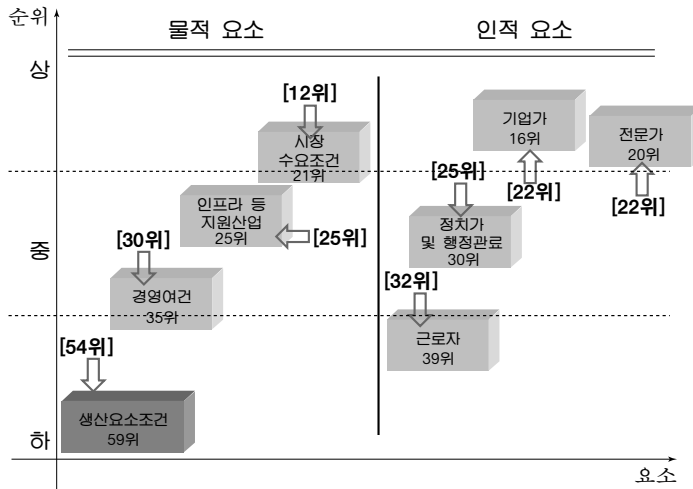 순위
물적 요소
인적 요소
상
[12위]
시장
수요조건
21위
기업가
16위
전문가
20위
[25위]
[22위]
[22위]
인프라 등
지원산업
25위
[25위]
정치가
및 행정관료
30위
[30위]
중
[32위]
경영여건
35위
근로자
39위
[54위]
생산요소조건
59위
하
요소